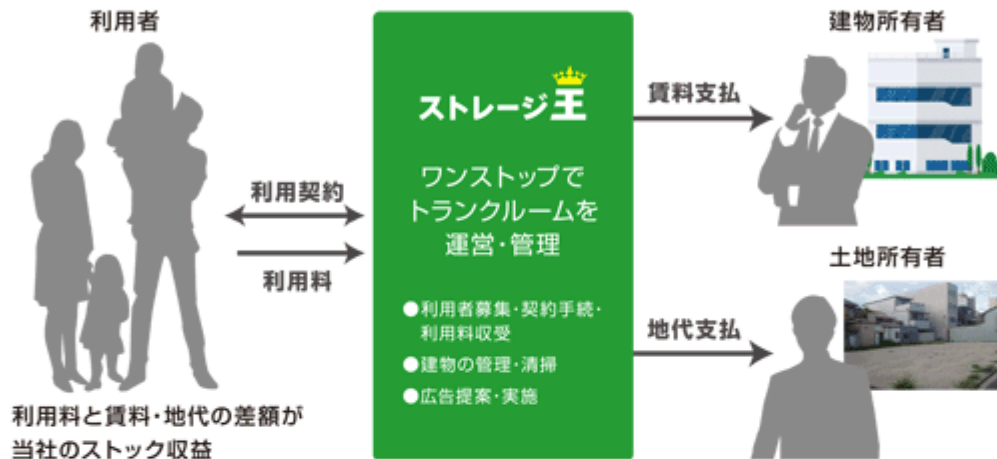 利用者
利用契約
利用料
利用料と賃料・地代の差額が
当社のストック収益
ストレージ王
ワンストップで
トランクルームを
運営・管理
●利用者募集・契約手続・
利用料収受
●建物の管理・清掃
●広告提案・実施
賃料支払
建物所有者
地代支払
土地所有者